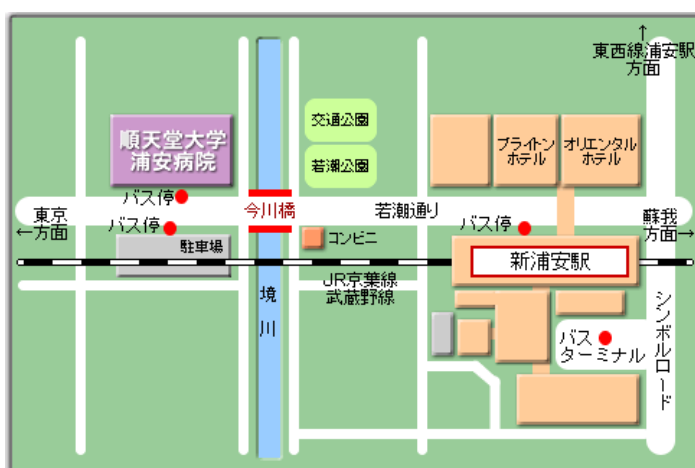 ↑
東西線浦安駅
方面
交通公園
順天堂大学
浦安病院
ブライトン
ホテル
オリエンタル
ホテル
若潮公園
バス停
今川橋
若潮通り
東京
←方面
バス停
バス停
蘇我
方面→
駐車場
コンビニ
新浦安駅
JR京葉線
武蔵野線
境川
バス
ターミナル
シンボルロード